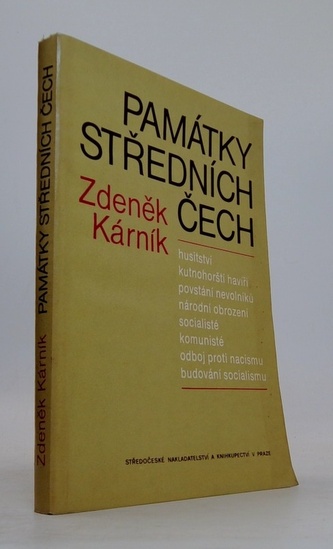 PAMÁTKY
STŘEDNÍCH
ČECH
Zdeněk
Kárník
husitství
kutnohorští havíři
povstání nevolníků
národní obrození
socialisté
komunisté
odboj proti nacismu
budování socialismu
STŘEDOČESKÉ NAKLADATELSTVÍ A KNIHKUPECTVÍ V PRAZE
Zdeněk Kárník PAMÁTKY STŘEDNÍCH ČECH